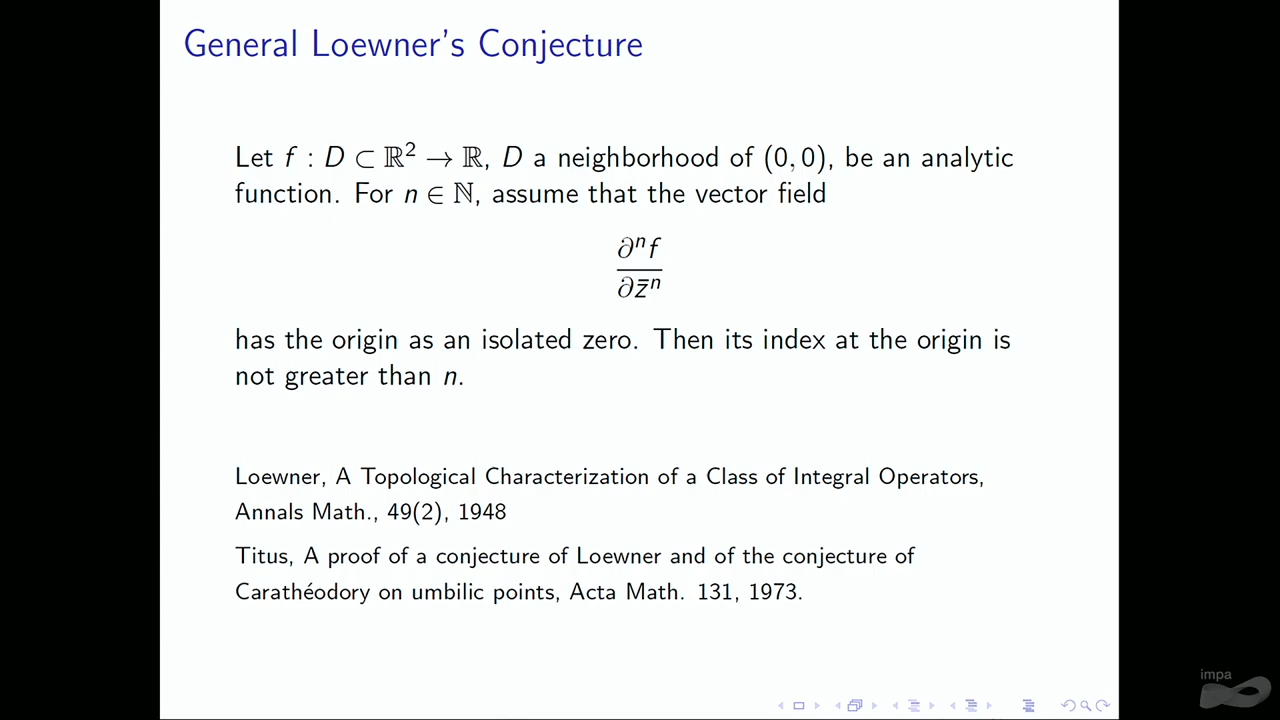 General Loewner's Conjecture
Let f : D ⊂ ℝ² → ℝ, D a neighborhood of (0, 0), be an analytic
function. For n ∈ ℕ, assume that the vector field
∂ⁿf
∂z̄ⁿ
has the origin as an isolated zero. Then its index at the origin is
not greater than n.
Loewner, A Topological Characterization of a Class of Integral Operators,
Annals Math., 49(2), 1948
Titus, A proof of a conjecture of Loewner and of the conjecture of
Carathéodory on umbilic points, Acta Math. 131, 1973.
impa